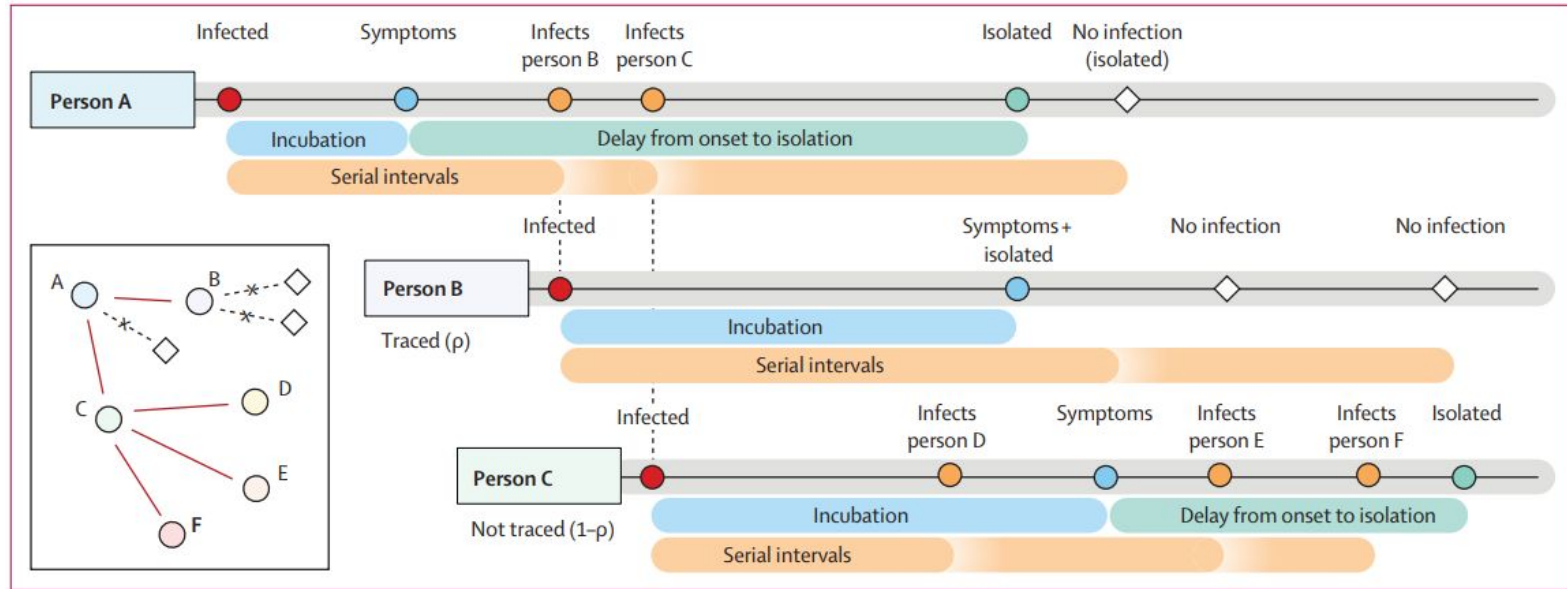 Infected
Symptoms
Infects
person B
Infects
person C
Isolated
No infection
(isolated)
Person A
Incubation
Delay from onset to isolation
Serial intervals
Infected
Symptoms+
isolated
No infection
No infection
Person B
Traced (ρ)
Incubation
Serial intervals
Infected
Infects
person D
Symptoms
Infects
person E
Infects
person F
Isolated
Person C
Not traced (1–ρ)
Incubation
Delay from onset to isolation
Serial intervals
A
B
C
D
E
F